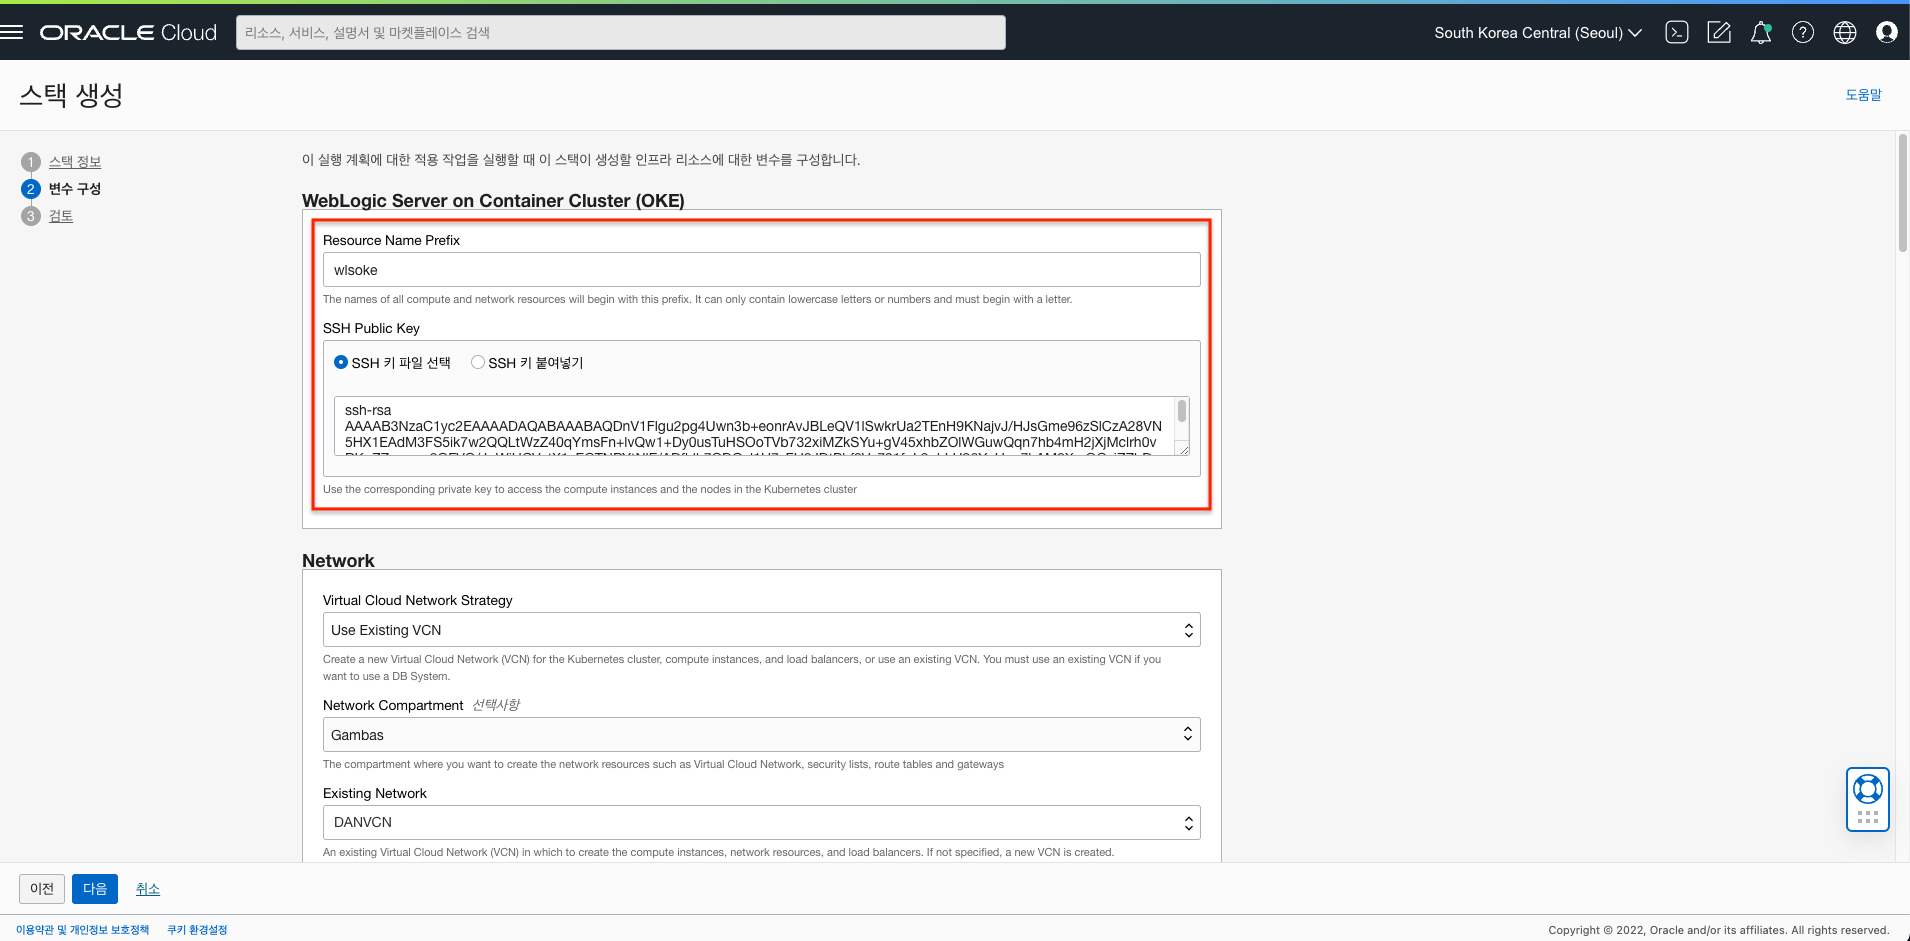 ORACLE Cloud
리소스, 서비스, 설명서 및 마켓플레이스 검색
South Korea Central (Seoul)
스택 생성
도움말
1 스택 정보
2 변수 구성
3 검토
이 실행 계획에 대한 적용 작업을 실행할 때 이 스택이 생성할 인프라 리소스에 대한 변수를 구성합니다.
WebLogic Server on Container Cluster (OKE)
Resource Name Prefix
wlsoke
The names of all compute and network resources will begin with this prefix. It can only contain lowercase letters or numbers and must begin with a letter.
SSH Public Key
SSH 키 파일 선택
SSH 키 붙여넣기
ssh-rsa
AAAAB3NzaC1yc2EAAAADAQABAAABAQDnV1Flgu2pg4Uwn3b+eonrAvJBLeQV1lSwkrUa2TEnH9KNajvJ/HJsGme96zSlCzA28VN
5HX1EAdM3FS5ik7w2QQLtWzZ40qYmsFn+lvQw1+Dy0usTuHSOoTVb732xiMZkSYu+gV45xhbZOlWGuwQqn7hb4mH2jXjMclrh0v
Use the corresponding private key to access the compute instances and the nodes in the Kubernetes cluster
Network
Virtual Cloud Network Strategy
Use Existing VCN
Create a new Virtual Cloud Network (VCN) for the Kubernetes cluster, compute instances, and load balancers, or use an existing VCN. You must use an existing VCN if you
want to use a DB System.
Network Compartment 선택사항
Gambas
The compartment where you want to create the network resources such as Virtual Cloud Network, security lists, route tables and gateways
Existing Network
DANVCN
An existing Virtual Cloud Network (VCN) in which to create the compute instances, network resources, and load balancers. If not specified, a new VCN is created.
이전
다음
취소
이용약관 및 개인정보 보호정책
쿠키 환경설정
Copyright © 2022, Oracle and/or its affiliates. All rights reserved.